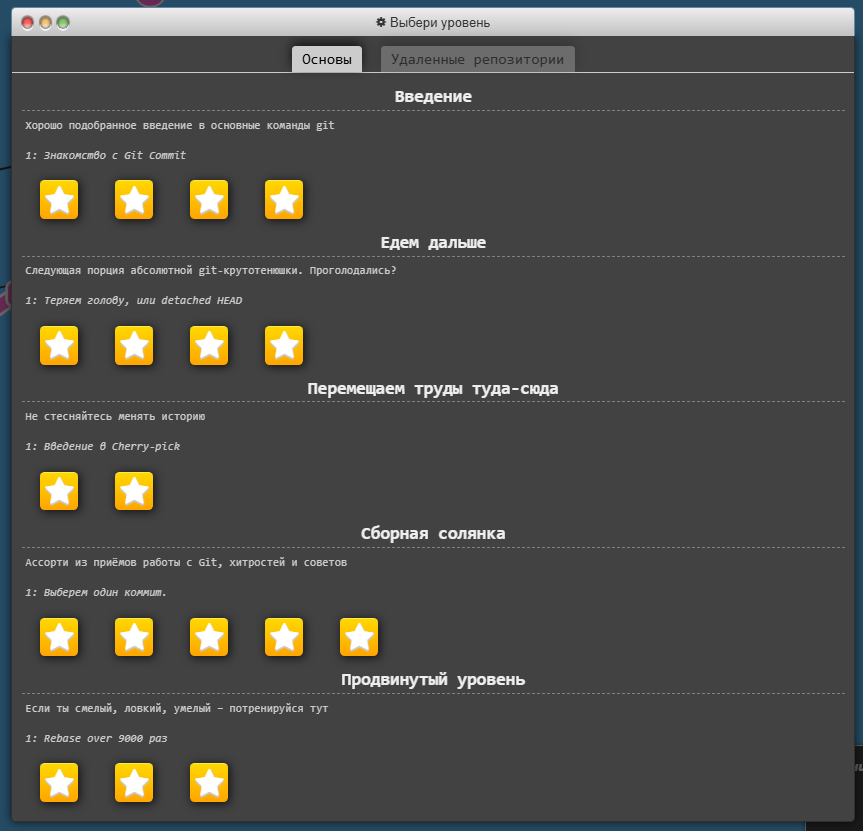 Выбери уровень
Основы
Удаленные репозитории
Введение
Хорошо подобранное введение в основные команды git
1: Знакомство с Git Commit
Едем дальше
Следующая порция абсолютной git-крутотенюшки. Проголодались?
1: Теряем голову, или detached HEAD
Перемещаем труды туда-сюда
Не стесняйтесь менять историю
1: Введение в Cherry-pick
Сборная солянка
Ассорти из приёмов работы с Git, хитростей и советов
1: Выберем один коммит.
Продвинутый уровень
Если ты смелый, ловкий, умелый – потренируйся тут
1: Rebase over 9000 раз